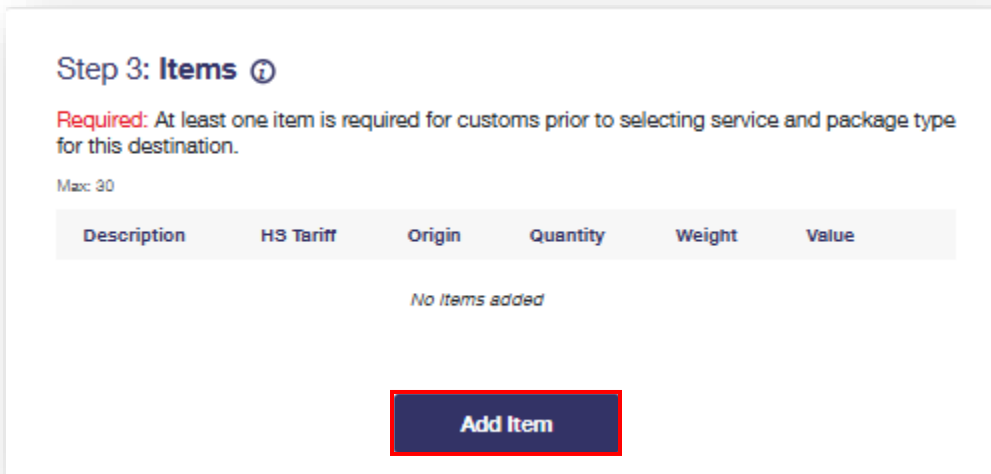 Step 3: Items
Required: At least one item is required for customs prior to selecting service and package type
for this destination.
Max: 30
Description HS Tariff Origin Quantity Weight Value
No items added
Add Item